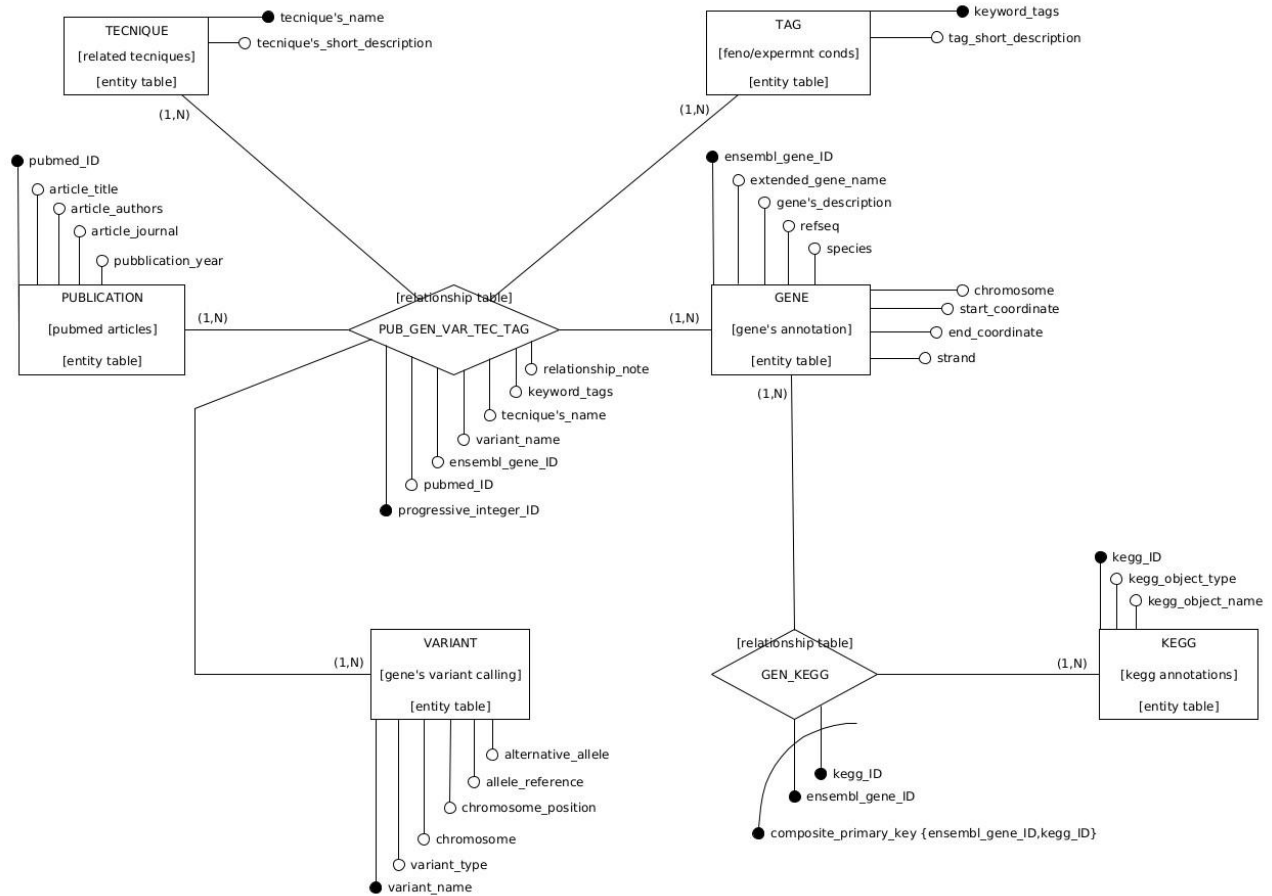 tecnique's_name
TECNIQUE
tecnique's_short_description
[related tecniques]
[entity table]
(1,N)
keyword_tags
TAG
tag_short_description
[feno/expermnt conds]
[entity table]
(1,N)
pubmed_ID
article_title
article_authors
article_journal
pubblication_year
PUBLICATION
[pubmed articles]
[entity table]
(1,N)
[relationship table]
PUB_GEN_VAR_TEC_TAG
relationship_note
keyword_tags
tecnique's_name
variant_name
ensembl_gene_ID
pubmed_ID
progressive_integer_ID
(1,N)
ensembl_gene_ID
extended_gene_name
gene's_description
refseq
species
GENE
[gene's annotation]
[entity table]
chromosome
start_coordinate
end_coordinate
strand
(1,N)
(1,N)
VARIANT
[gene's variant calling]
[entity table]
alternative_allele
allele_reference
chromosome_position
chromosome
variant_type
variant_name
[relationship table]
GEN_KEGG
kegg_ID
ensembl_gene_ID
composite_primary_key {ensembl_gene_ID,kegg_ID}
(1,N)
kegg_ID
kegg_object_type
kegg_object_name
KEGG
[kegg annotations]
[entity table]